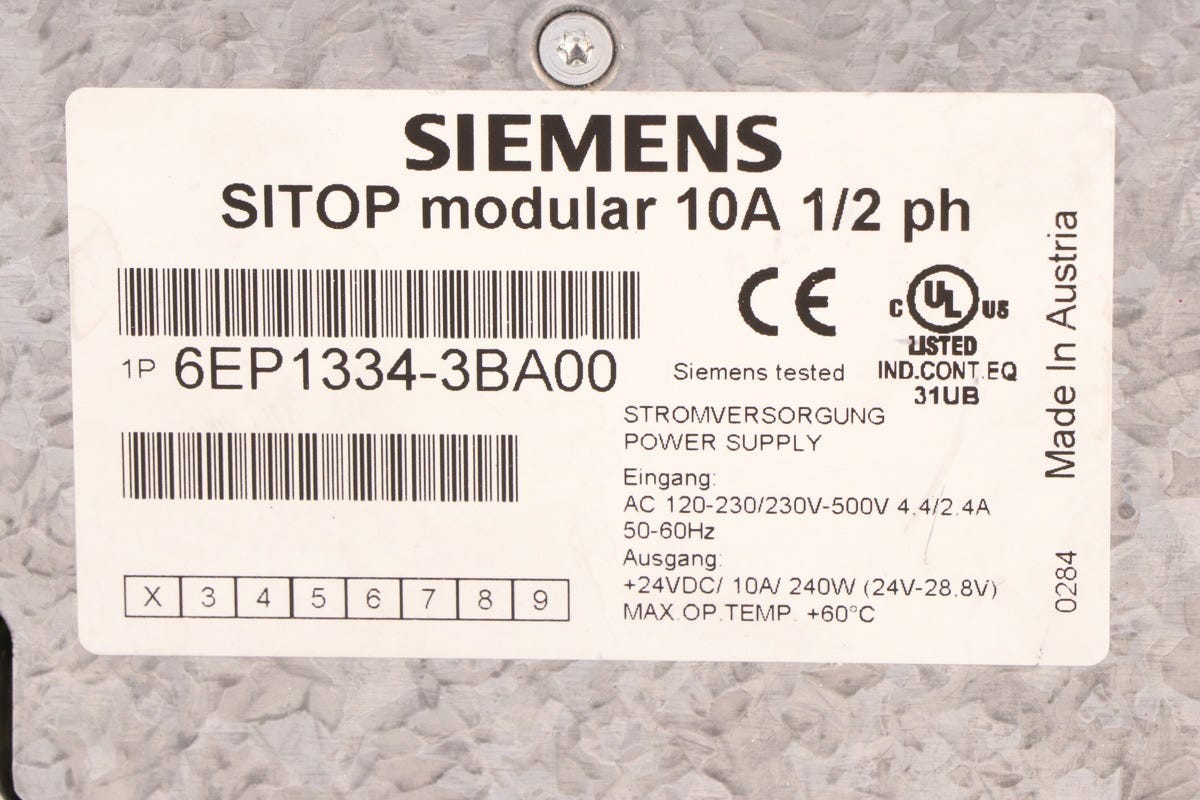 SIEMENS
SITOP modular 10A 1/2 ph
1P 6EP1334-3BA00
X 3 4 5 6 7 8 9
CE
Siemens tested
C UL US
LISTED
IND.CONT.EQ
31UB
STROMVERSORGUNG
POWER SUPPLY
Eingang:
AC 120-230/230V-500V 4.4/2.4A
50-60Hz
Ausgang:
+24VDC/ 10A/ 240W (24V-28.8V)
MAX.OP.TEMP. +60°C
Made In Austria
0284